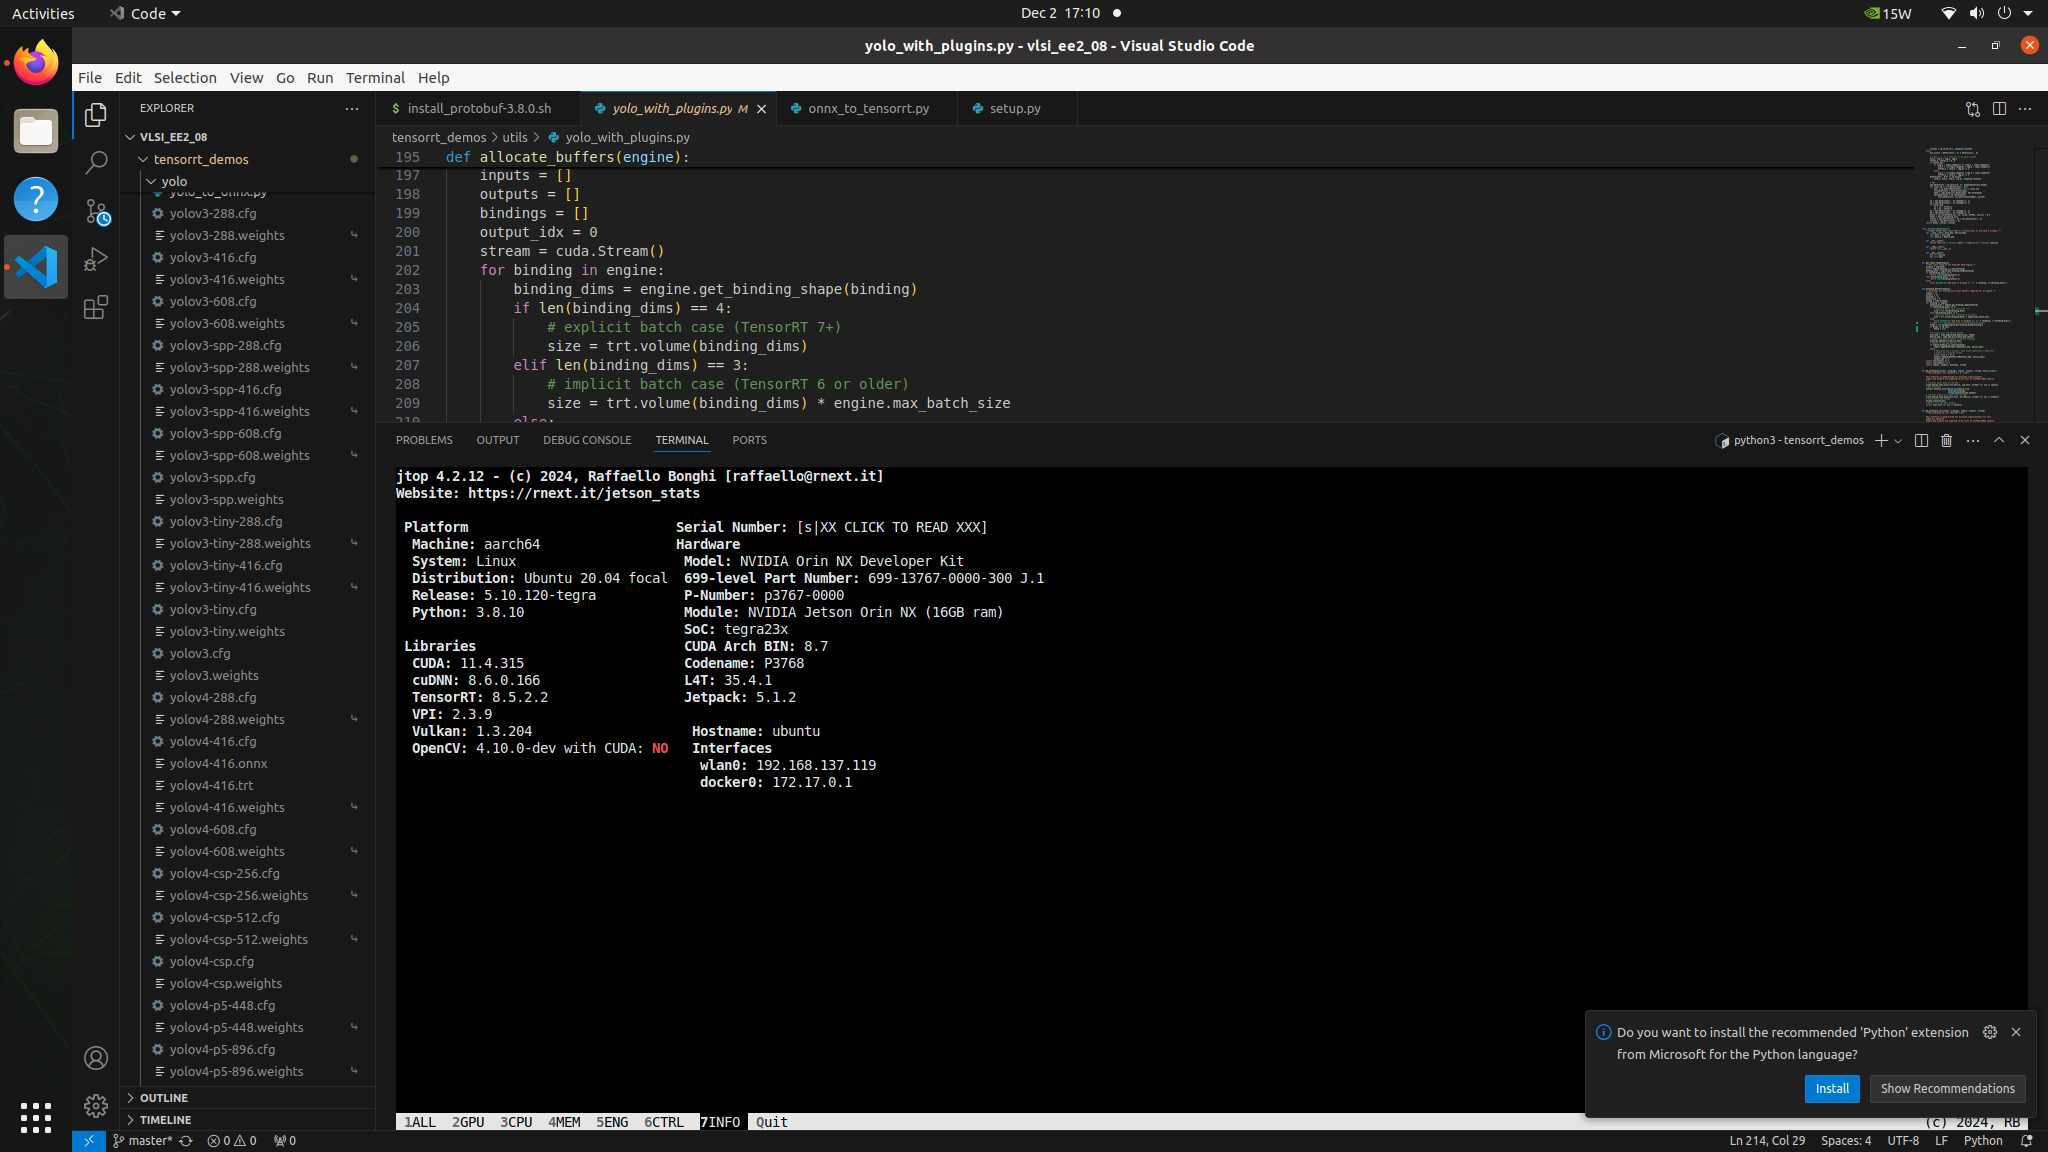 Activities
Code
Dec 2 17:10
15W
yolo_with_plugins.py - vlsi_ee2_08 - Visual Studio Code
File Edit Selection View Go Run Terminal Help
EXPLORER
VLSI_EE2_08
tensorrt_demos
yolo
yolo_to_onnx.py
yolov3-288.cfg
yolov3-288.weights
yolov3-416.cfg
yolov3-416.weights
yolov3-608.cfg
yolov3-608.weights
yolov3-spp-288.cfg
yolov3-spp-288.weights
yolov3-spp-416.cfg
yolov3-spp-416.weights
yolov3-spp-608.cfg
yolov3-spp-608.weights
yolov3-spp.cfg
yolov3-spp.weights
yolov3-tiny-288.cfg
yolov3-tiny-288.weights
yolov3-tiny-416.cfg
yolov3-tiny-416.weights
yolov3-tiny.cfg
yolov3-tiny.weights
yolov3.cfg
yolov3.weights
yolov4-288.cfg
yolov4-288.weights
yolov4-416.cfg
yolov4-416.onnx
yolov4-416.trt
yolov4-416.weights
yolov4-608.cfg
yolov4-608.weights
yolov4-csp-256.cfg
yolov4-csp-256.weights
yolov4-csp-512.cfg
yolov4-csp-512.weights
yolov4-csp.cfg
yolov4-csp.weights
yolov4-p5-448.cfg
yolov4-p5-448.weights
yolov4-p5-896.cfg
yolov4-p5-896.weights
OUTLINE
TIMELINE
install_protobuf-3.8.0.sh
yolo_with_plugins.py M
onnx_to_tensorrt.py
setup.py
tensorrt_demos > utils > yolo_with_plugins.py
195 def allocate_buffers(engine):
197 inputs = []
198 outputs = []
199 bindings = []
200 output_idx = 0
201 stream = cuda.Stream()
202 for binding in engine:
203 binding_dims = engine.get_binding_shape(binding)
204 if len(binding_dims) == 4:
205 # explicit batch case (TensorRT 7+)
206 size = trt.volume(binding_dims)
207 elif len(binding_dims) == 3:
208 # implicit batch case (TensorRT 6 or older)
209 size = trt.volume(binding_dims) * engine.max_batch_size
210 else:
PROBLEMS OUTPUT DEBUG CONSOLE TERMINAL PORTS
python3 - tensorrt_demos
jtop 4.2.12 - (c) 2024, Raffaello Bonghi [raffaello@rnext.it]
Website: https://rnext.it/jetson_stats
Platform
Machine: aarch64
System: Linux
Distribution: Ubuntu 20.04 focal
Release: 5.10.120-tegra
Python: 3.8.10
Libraries
CUDA: 11.4.315
cuDNN: 8.6.0.166
TensorRT: 8.5.2.2
VPI: 2.3.9
Vulkan: 1.3.204
OpenCV: 4.10.0-dev with CUDA: NO
Serial Number: [s|XX CLICK TO READ XXX]
Hardware
Model: NVIDIA Orin NX Developer Kit
699-level Part Number: 699-13767-0000-300 J.1
P-Number: p3767-0000
Module: NVIDIA Jetson Orin NX (16GB ram)
SoC: tegra23x
CUDA Arch BIN: 8.7
Codename: P3768
L4T: 35.4.1
Jetpack: 5.1.2
Hostname: ubuntu
Interfaces
wlan0: 192.168.137.119
docker0: 172.17.0.1
Do you want to install the recommended 'Python' extension
from Microsoft for the Python language?
Install
Show Recommendations
1ALL 2GPU 3CPU 4MEM 5ENG 6CTRL 7INFO Quit
(c) 2024, RB
master* 0 0 0
Ln 214, Col 29 Spaces: 4 UTF-8 LF Python